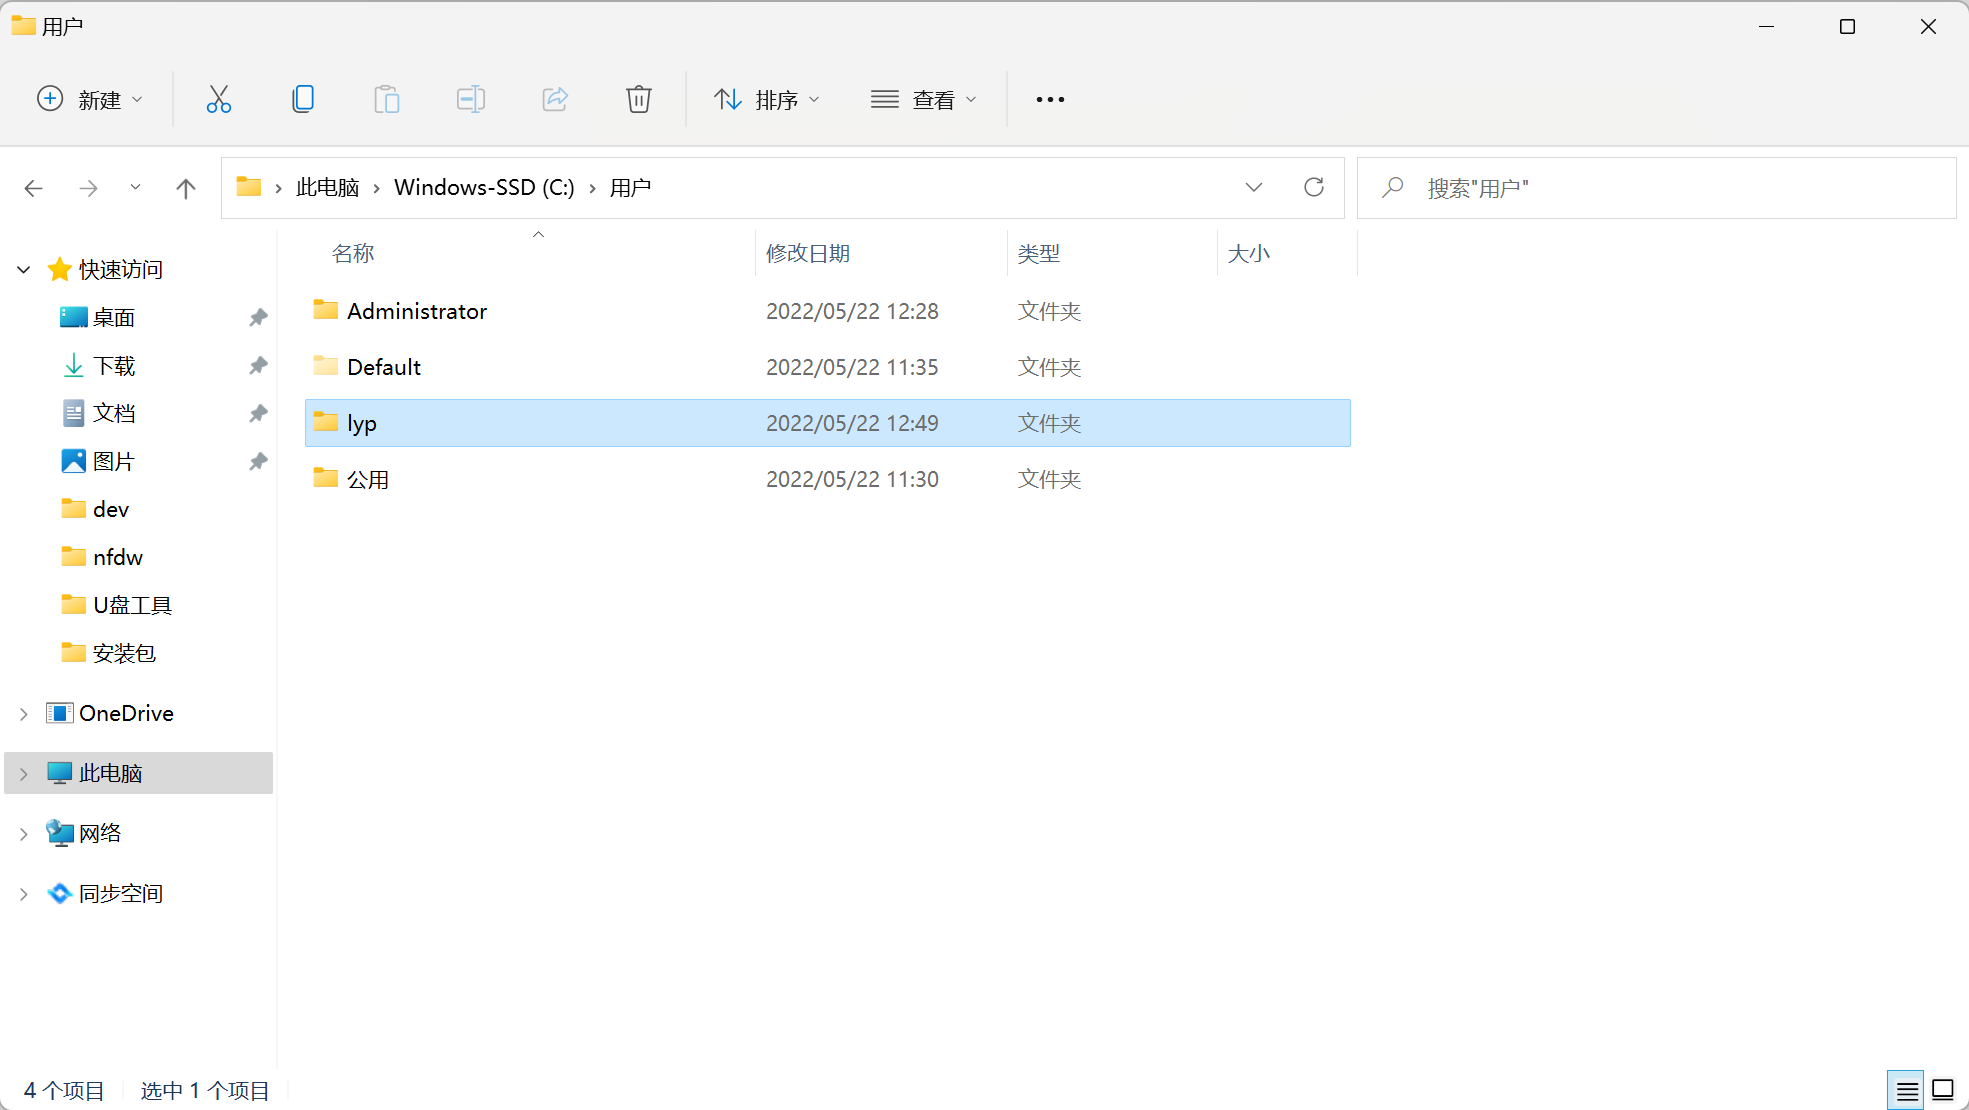 用户
新建 排序 查看
此电脑 Windows-SSD (C:) 用户
搜索"用户"
名称 修改日期 类型 大小
快速访问
桌面
下载
文档
图片
dev
nfdw
U盘工具
安装包
OneDrive
此电脑
网络
同步空间
Administrator 2022/05/22 12:28 文件夹
Default 2022/05/22 11:35 文件夹
lyp 2022/05/22 12:49 文件夹
公用 2022/05/22 11:30 文件夹
4 个项目 选中 1 个项目